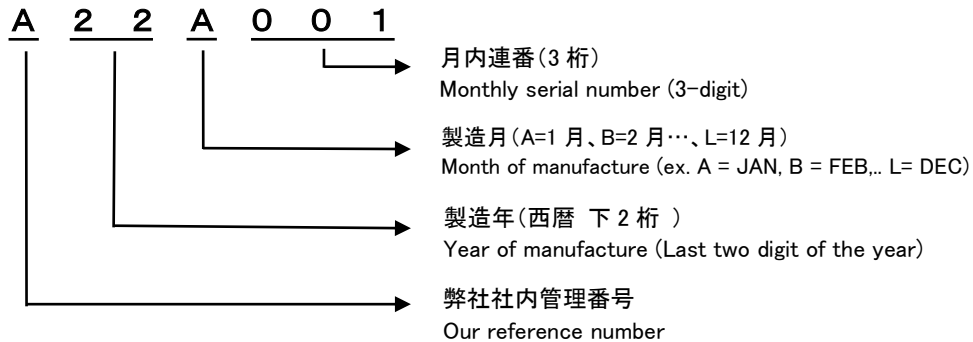 A 2 2 A 0 0 1
月内連番(3 桁)
Monthly serial number (3-digit)
製造月(A=1 月、B=2 月…、L=12 月)
Month of manufacture (ex. A = JAN, B = FEB,.. L= DEC)
製造年(西暦 下 2 桁 )
Year of manufacture (Last two digit of the year)
弊社社内管理番号
Our reference number